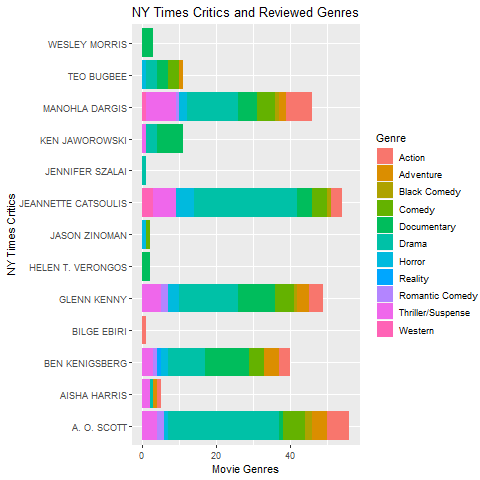 NY Times Critics and Reviewed Genres
NY Times Critics
WESLEY MORRIS
TEO BUGBEE
MANOHLA DARGIS
KEN JAWOROWSKI
JENNIFER SZALAI
JEANNETTE CATSOULIS
JASON ZINOMAN
HELEN T. VERONGOS
GLENN KENNY
BILGE EBIRI
BEN KENIGSBERG
AISHA HARRIS
A. O. SCOTT
0 20 40
Movie Genres
Genre
Action
Adventure
Black Comedy
Comedy
Documentary
Drama
Horror
Reality
Romantic Comedy
Thriller/Suspense
Western